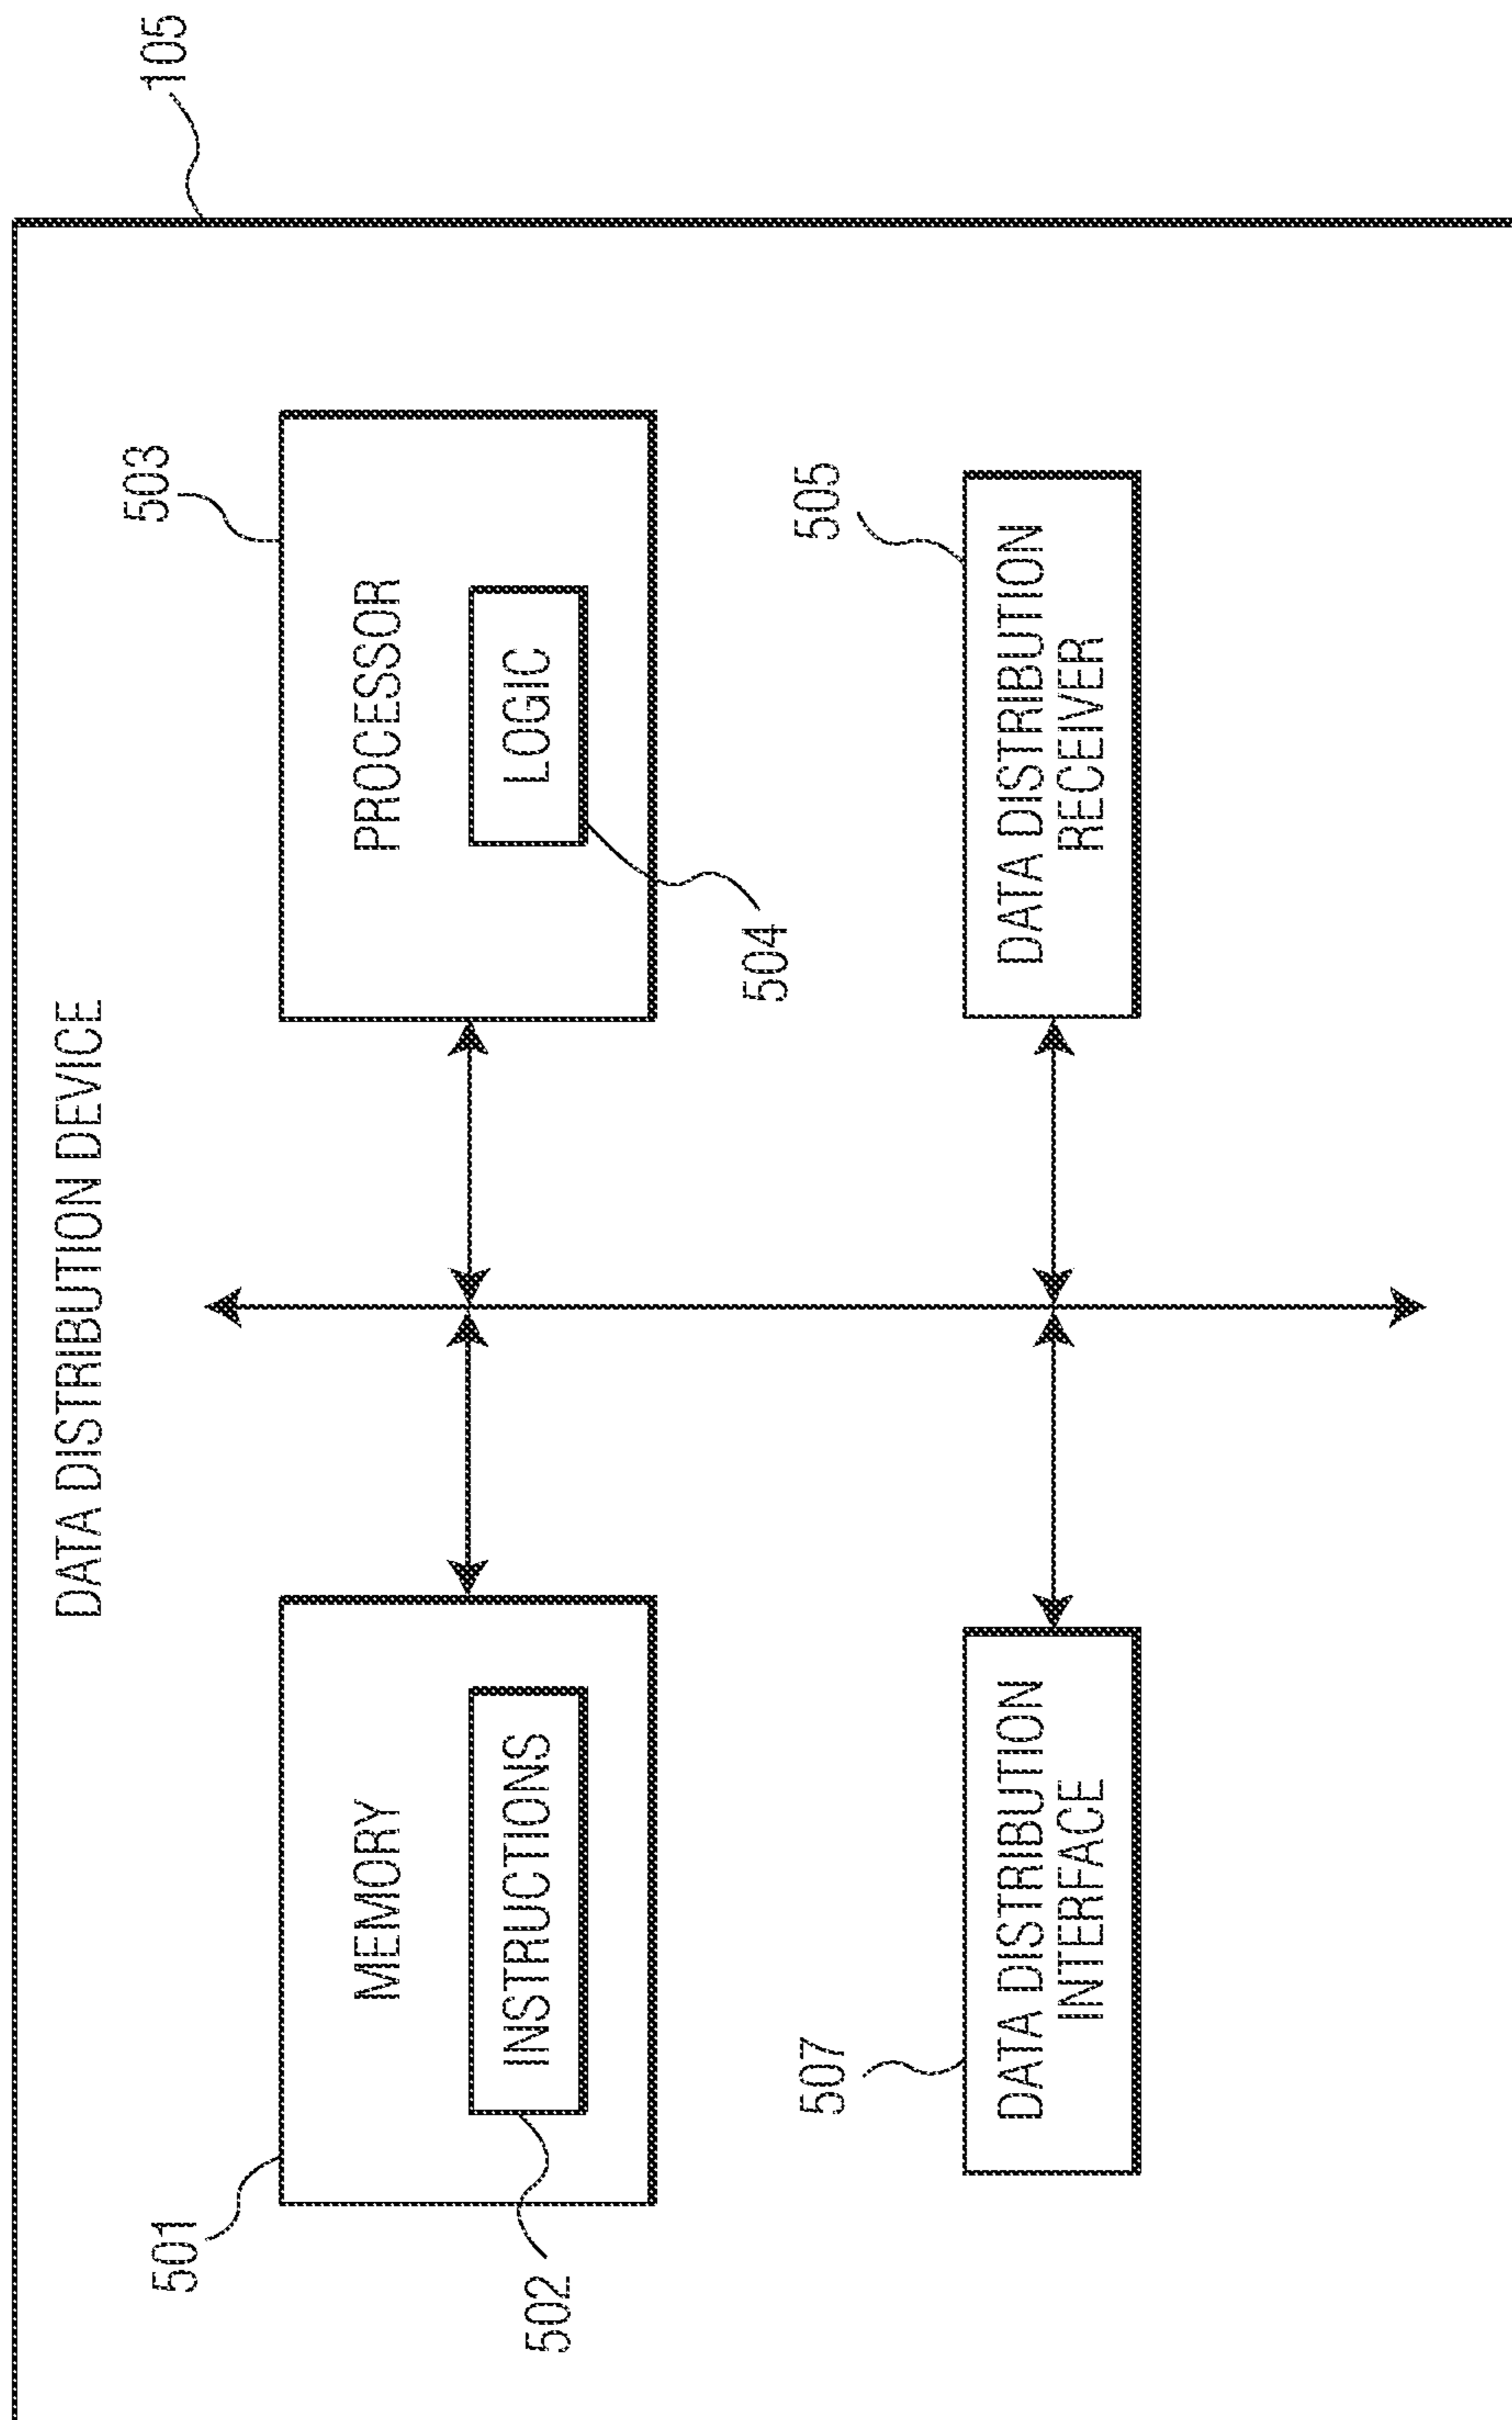 DATA DISTRIBUTION DEVICE
105
501
MEMORY
INSTRUCTIONS
502
503
PROCESSOR
LOGIC
504
507
DATA DISTRIBUTION
INTERFACE
505
DATA DISTRIBUTION
RECEIVER